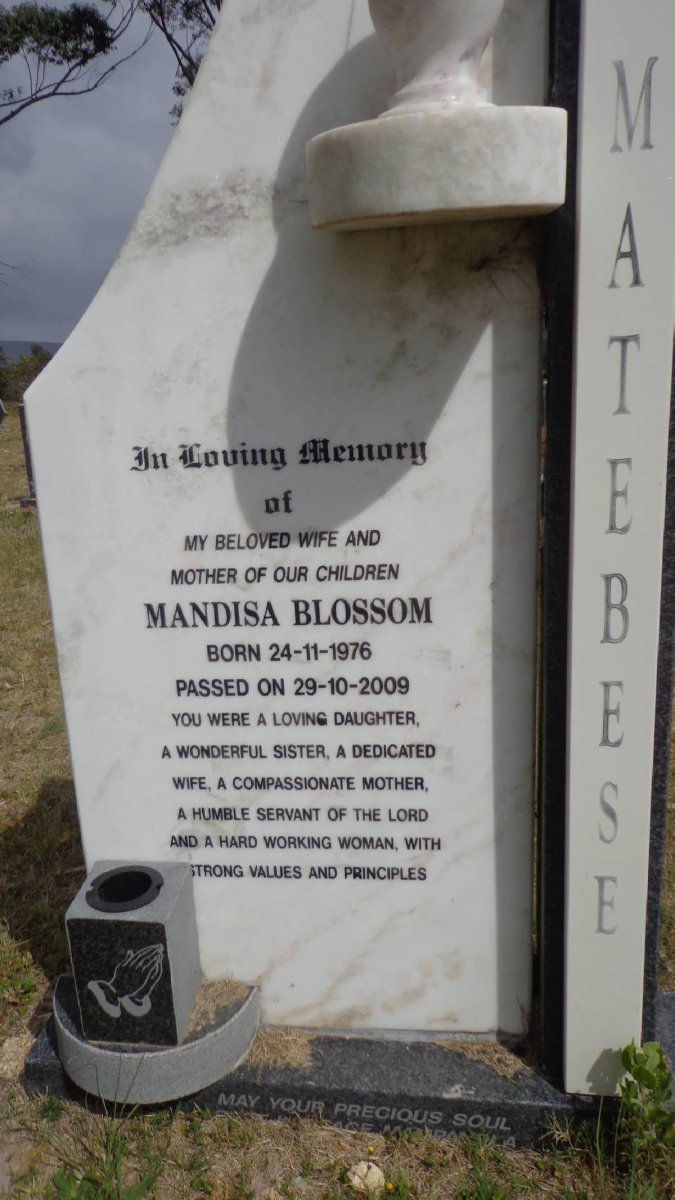 In Loving Memory
of
MY BELOVED WIFE AND
MOTHER OF OUR CHILDREN
MANDISA BLOSSOM
BORN 24-11-1976
PASSED ON 29-10-2009
YOU WERE A LOVING DAUGHTER,
A WONDERFUL SISTER, A DEDICATED
WIFE, A COMPASSIONATE MOTHER,
A HUMBLE SERVANT OF THE LORD
AND A HARD WORKING WOMAN, WITH
STRONG VALUES AND PRINCIPLES
MATEBESE
MAY YOUR PRECIOUS SOUL